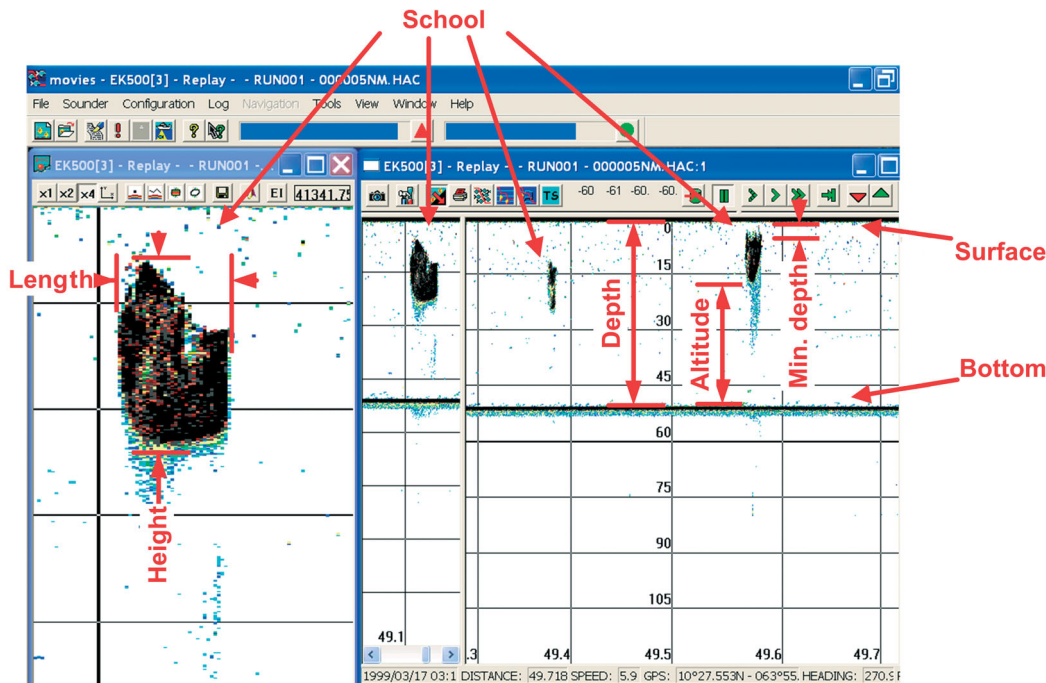 School
movies - EK500[3] - Replay - - RUN001 - 000005NM.HAC
File Sounder Configuration Log Navigation Tools View Window Help
EK500[3] - Replay - - RUN001 -
x1 x2 x4 EI 41341.75
EK500[3] - Replay - - RUN001 - 000005NM.HAC:1
TS -60 -61 -60. -60.
Length
Height
Depth
Altitude
Min. depth
Surface
Bottom
0
15
30
45
60
75
90
105
49.1
.3 49.4 49.5 49.6 49.7
1999/03/17 03:1 DISTANCE: 49.718 SPEED: 5.9 GPS: 10°27.553N - 063°55. HEADING: 270.9